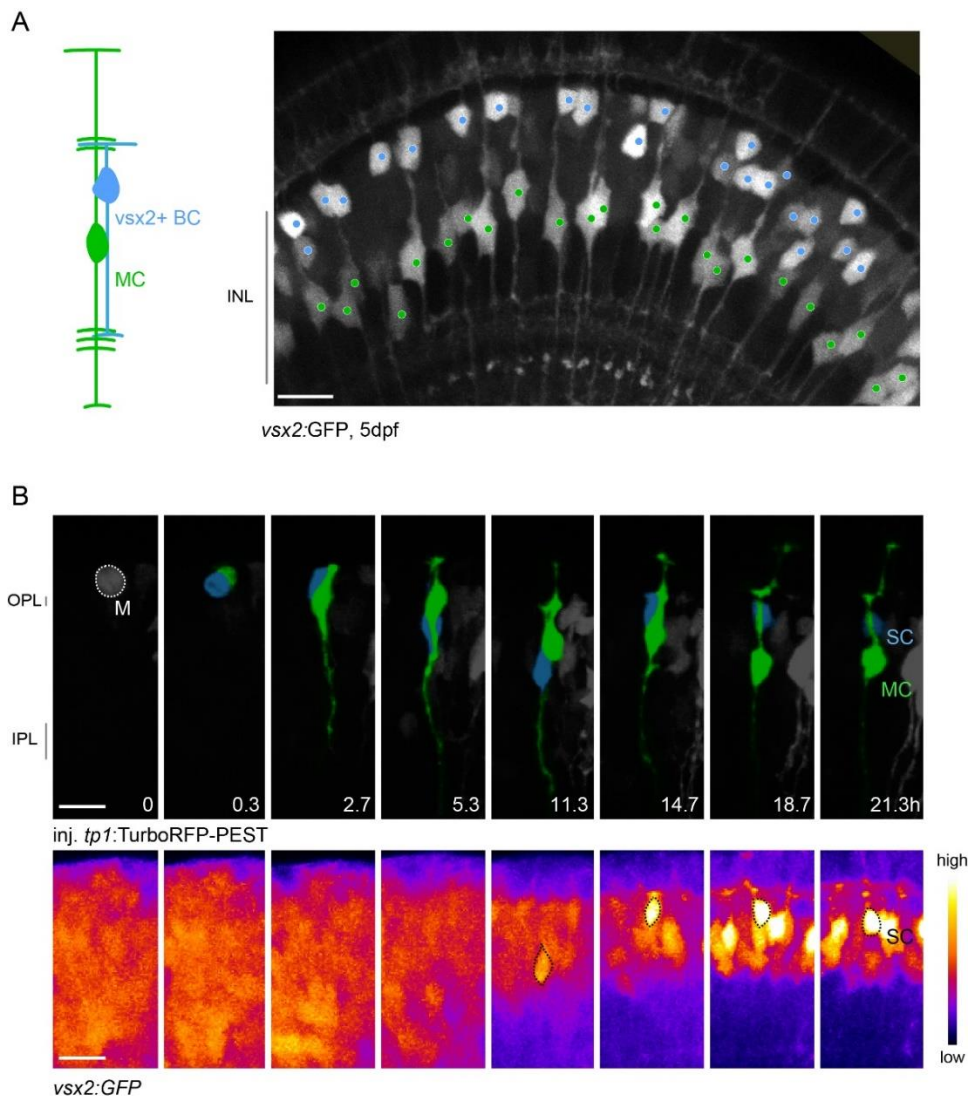 A
vsx2+ BC
MC
INL
vsx2:GFP, 5dpf
B
OPL
M
SC
MC
IPL
0 0.3 2.7 5.3 11.3 14.7 18.7 21.3h
inj. tp1:TurboRFP-PEST
high
SC
low
vsx2:GFP